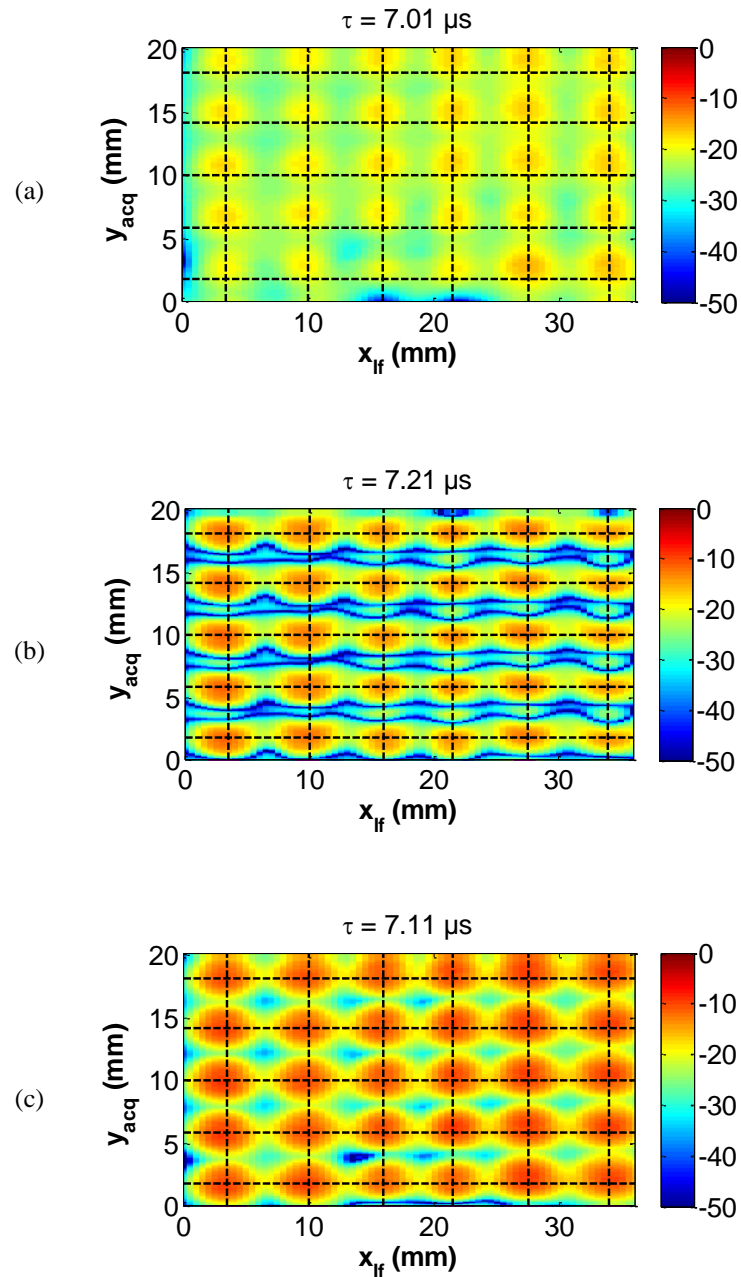 τ = 7.01 µs
(a)
y_acq (mm)
20
15
10
5
0
0 10 20 30
x_lf (mm)
0
-10
-20
-30
-40
-50
τ = 7.21 µs
(b)
y_acq (mm)
20
15
10
5
0
0 10 20 30
x_lf (mm)
0
-10
-20
-30
-40
-50
τ = 7.11 µs
(c)
y_acq (mm)
20
15
10
5
0
0 10 20 30
x_lf (mm)
0
-10
-20
-30
-40
-50